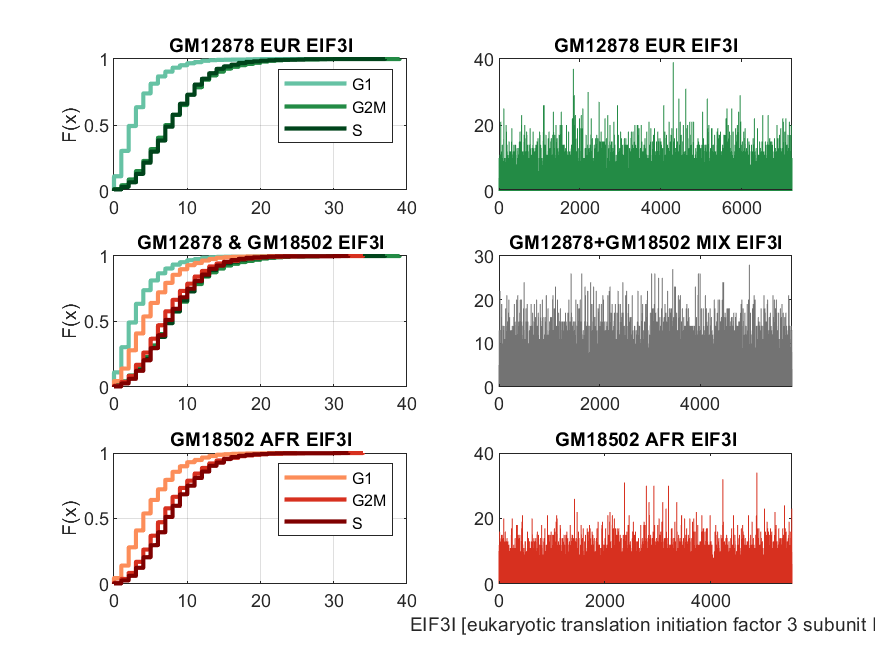 GM12878 EUR EIF3I
F(x)
1
0.5
0
0 10 20 30 40
G1
G2M
S
GM12878 EUR EIF3I
40
20
0
0 2000 4000 6000
GM12878 & GM18502 EIF3I
F(x)
1
0.5
0
0 10 20 30 40
GM12878+GM18502 MIX EIF3I
30
20
10
0
0 2000 4000
GM18502 AFR EIF3I
F(x)
1
0.5
0
0 10 20 30 40
G1
G2M
S
GM18502 AFR EIF3I
40
20
0
0 2000 4000
EIF3I [eukaryotic translation initiation factor 3 subunit